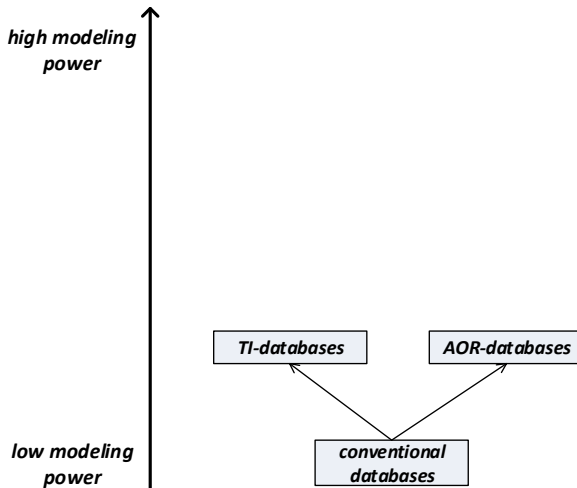 high modeling
power
TI-databases
AOR-databases
low modeling
power
conventional
databases